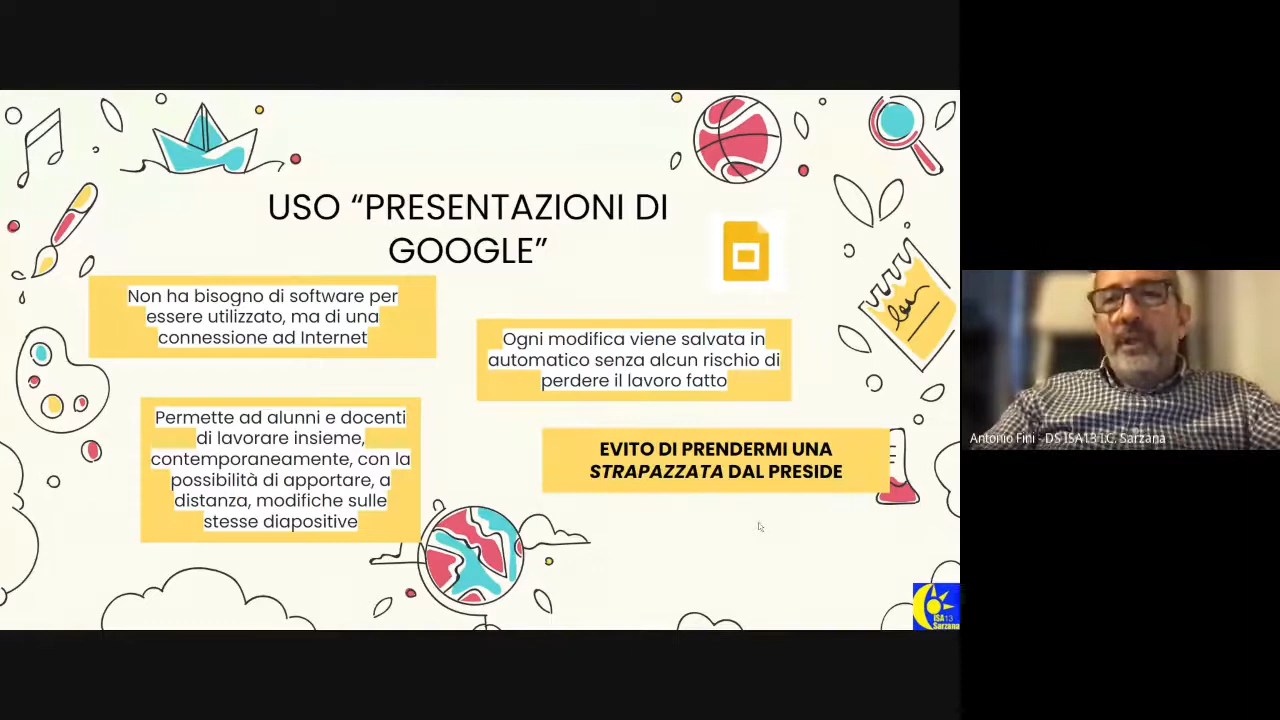 USO “PRESENTAZIONI DI
GOOGLE”
Non ha bisogno di software per
essere utilizzato, ma di una
connessione ad Internet
Ogni modifica viene salvata in
automatico senza alcun rischio di
perdere il lavoro fatto
Permette ad alunni e docenti
di lavorare insieme,
contemporaneamente, con la
possibilità di apportare, a
distanza, modifiche sulle
stesse diapositive
EVITO DI PRENDERMI UNA
STRAPAZZATA DAL PRESIDE
Antonio Fini - DS ISA13 I.C. Sarzana
ISA 13
Sarzana